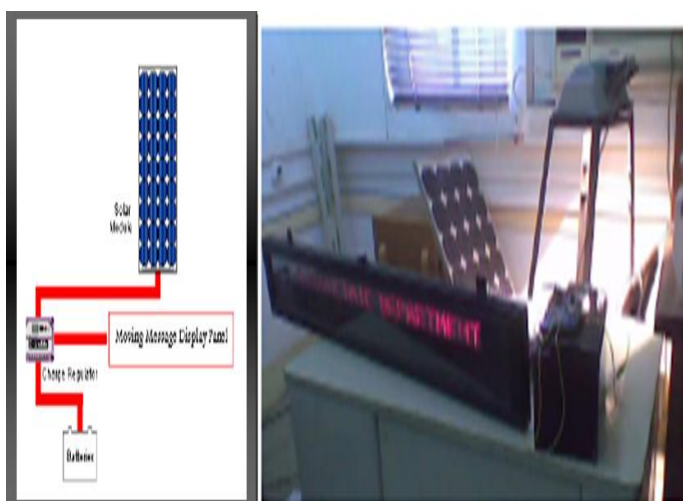 Solar
Module
Moving Message Display Panel
Charge Regulator
Batteries
DEPARTMENT